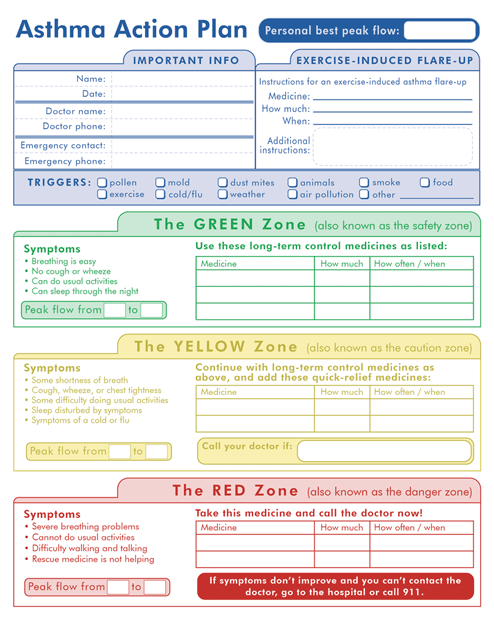 Asthma Action Plan
Personal best peak flow:
IMPORTANT INFO
Name:
Date:
Doctor name:
Doctor phone:
Emergency contact:
Emergency phone:
EXERCISE-INDUCED FLARE-UP
Instructions for an exercise-induced asthma flare-up
Medicine:
How much:
When:
Additional
instructions:
TRIGGERS: pollen mold dust mites animals smoke food
exercise cold/flu weather air pollution other
The GREEN Zone (also known as the safety zone)
Symptoms
• Breathing is easy
• No cough or wheeze
• Can do usual activities
• Can sleep through the night
Peak flow from to
Use these long-term control medicines as listed:
Medicine How much How often / when
The YELLOW Zone (also known as the caution zone)
Symptoms
• Some shortness of breath
• Cough, wheeze, or chest tightness
• Some difficulty doing usual activities
• Sleep disturbed by symptoms
• Symptoms of a cold or flu
Peak flow from to
Continue with long-term control medicines as
above, and add these quick-relief medicines:
Medicine How much How often / when
Call your doctor if:
The RED Zone (also known as the danger zone)
Symptoms
• Severe breathing problems
• Cannot do usual activities
• Difficulty walking and talking
• Rescue medicine is not helping
Peak flow from to
Take this medicine and call the doctor now!
Medicine How much How often / when
If symptoms don't improve and you can't contact the
doctor, go to the hospital or call 911.